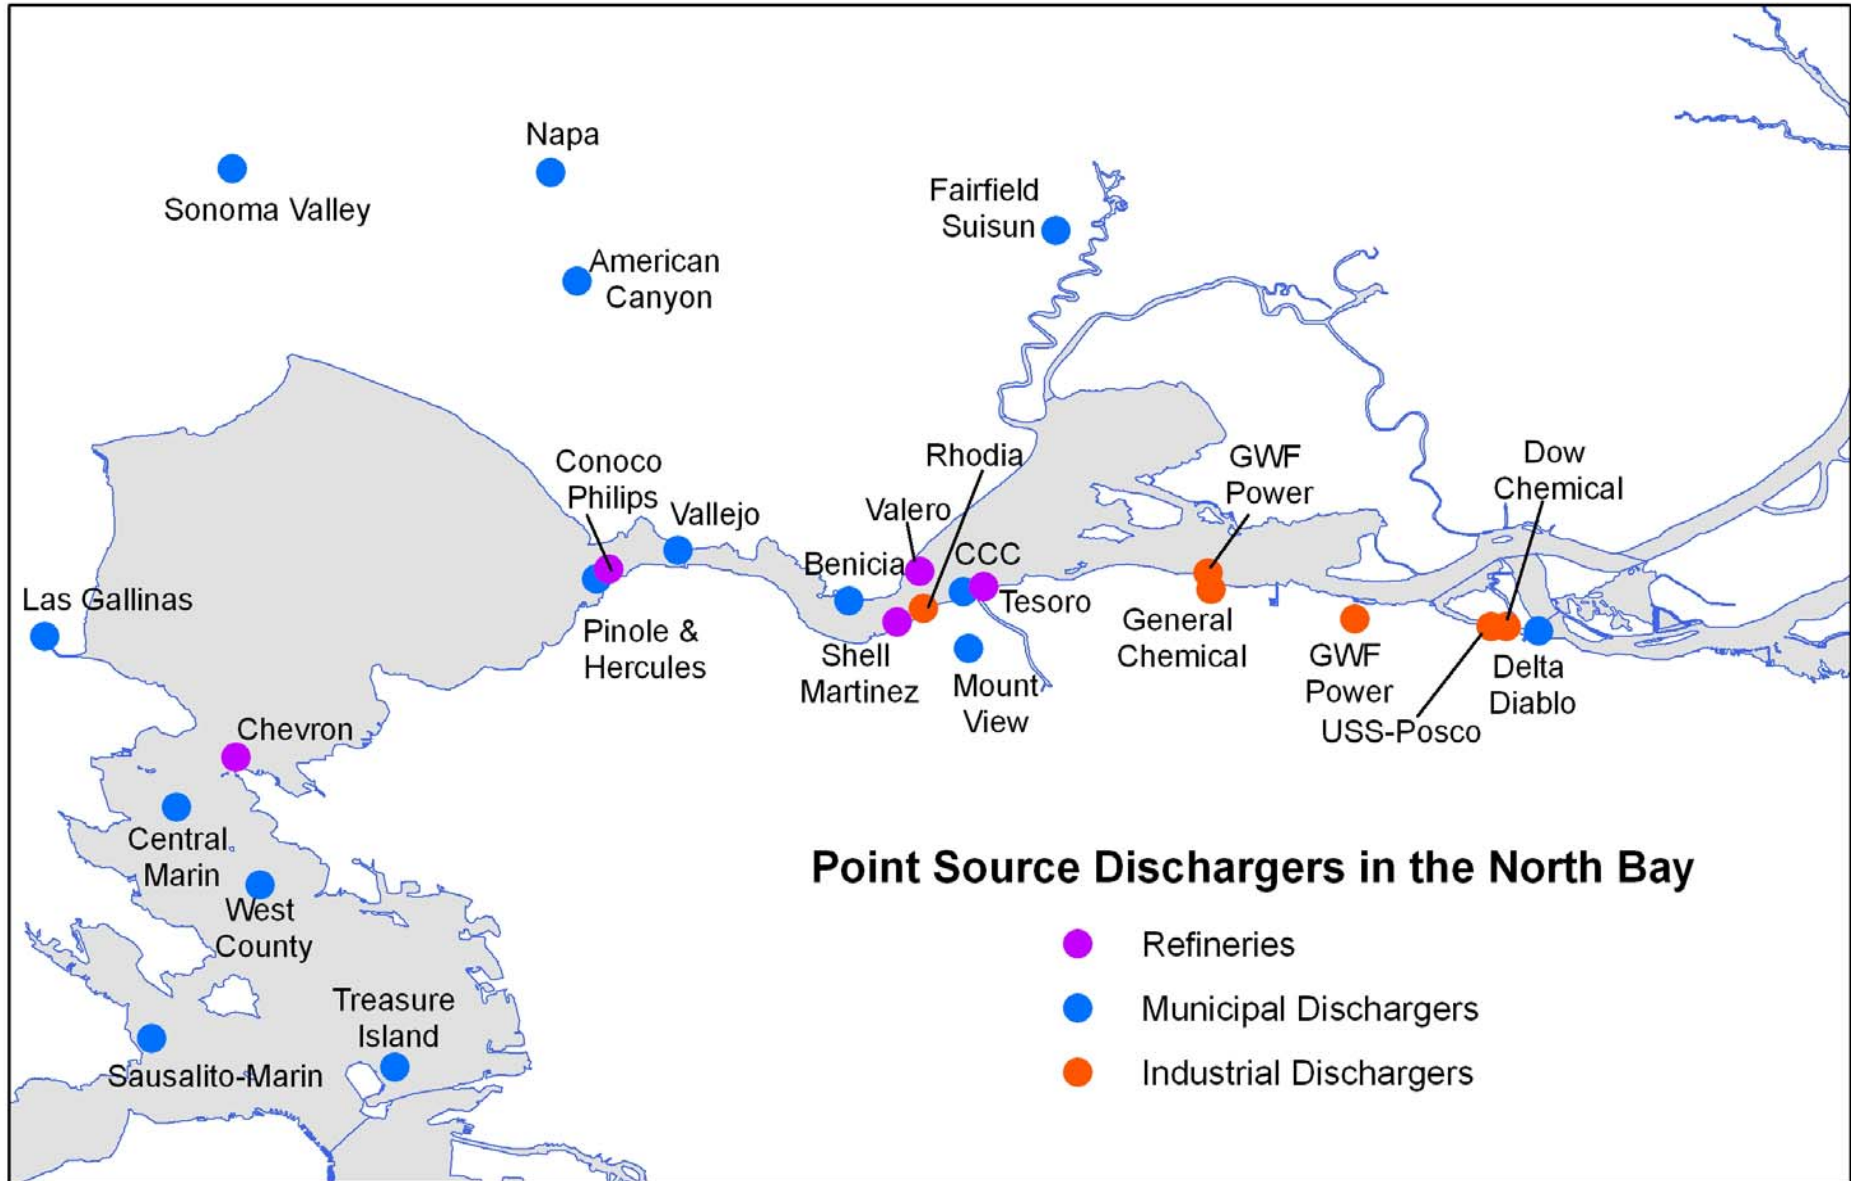 Napa
Sonoma Valley
Fairfield
Suisun
American
Canyon
Conoco
Philips
Vallejo
Rhodia
Valero
GWF
Power
Dow
Chemical
Benicia
CCC
Tesoro
Las Gallinas
Pinole &
Hercules
Shell
Martinez
Mount
View
General
Chemical
GWF
Power
USS-Posco
Delta
Diablo
Chevron
Central
Marin
West
County
Treasure
Island
Sausalito-Marin
Point Source Dischargers in the North Bay
Refineries
Municipal Dischargers
Industrial Dischargers